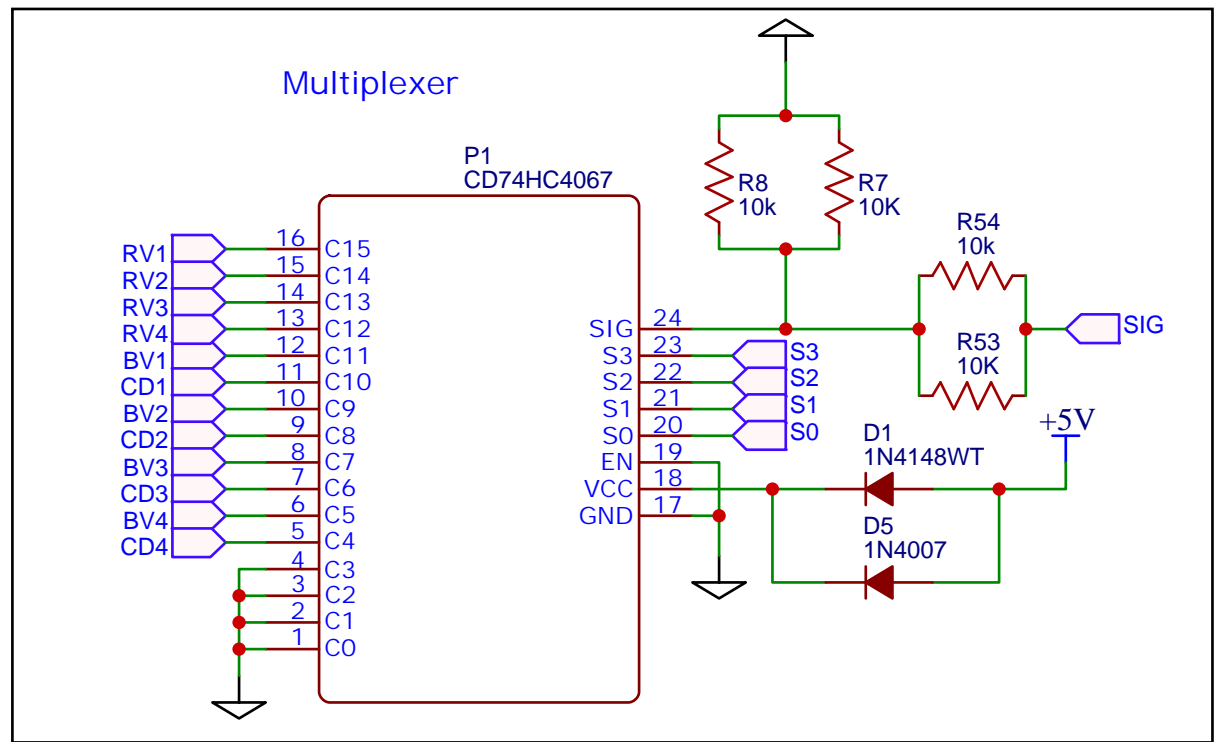 Multiplexer
P1
CD74HC4067
R8
10k
R7
10K
R54
10k
R53
10K
SIG
RV1 16 C15
RV2 15 C14
RV3 14 C13
RV4 13 C12
BV1 12 C11
CD1 11 C10
BV2 10 C9
CD2 9 C8
BV3 8 C7
CD3 7 C6
BV4 6 C5
CD4 5 C4
4 C3
3 C2
2 C1
1 C0
SIG 24
S3 23 S3
S2 22 S2
S1 21 S1
S0 20 S0
EN 19
VCC 18
GND 17
+5V
D1
1N4148WT
D5
1N4007